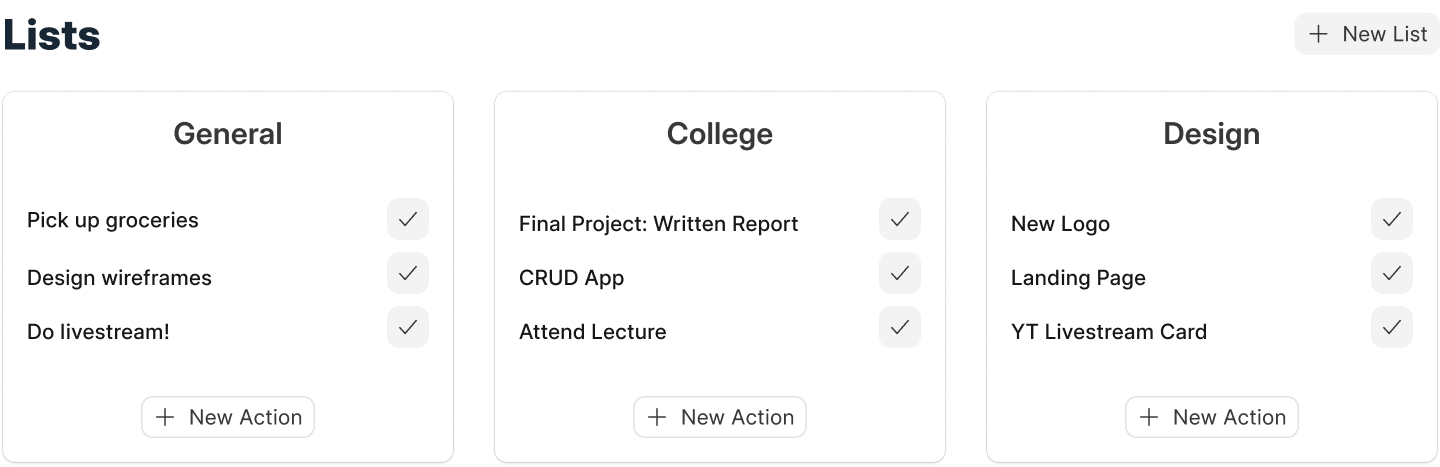 Lists
+ New List
General
Pick up groceries
Design wireframes
Do livestream!
+ New Action
College
Final Project: Written Report
CRUD App
Attend Lecture
+ New Action
Design
New Logo
Landing Page
YT Livestream Card
+ New Action